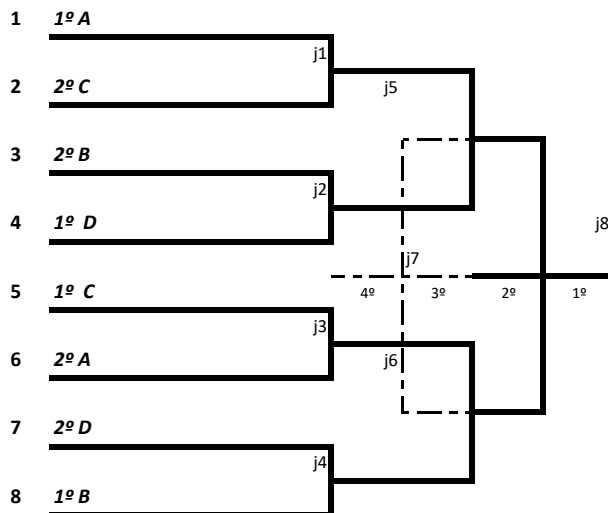 1 1º A
j1
2 2º C
j5
3 2º B
j2
4 1º D
j8
j7
5 1º C
4º 3º 2º 1º
j3
6 2º A
j6
7 2º D
j4
8 1º B